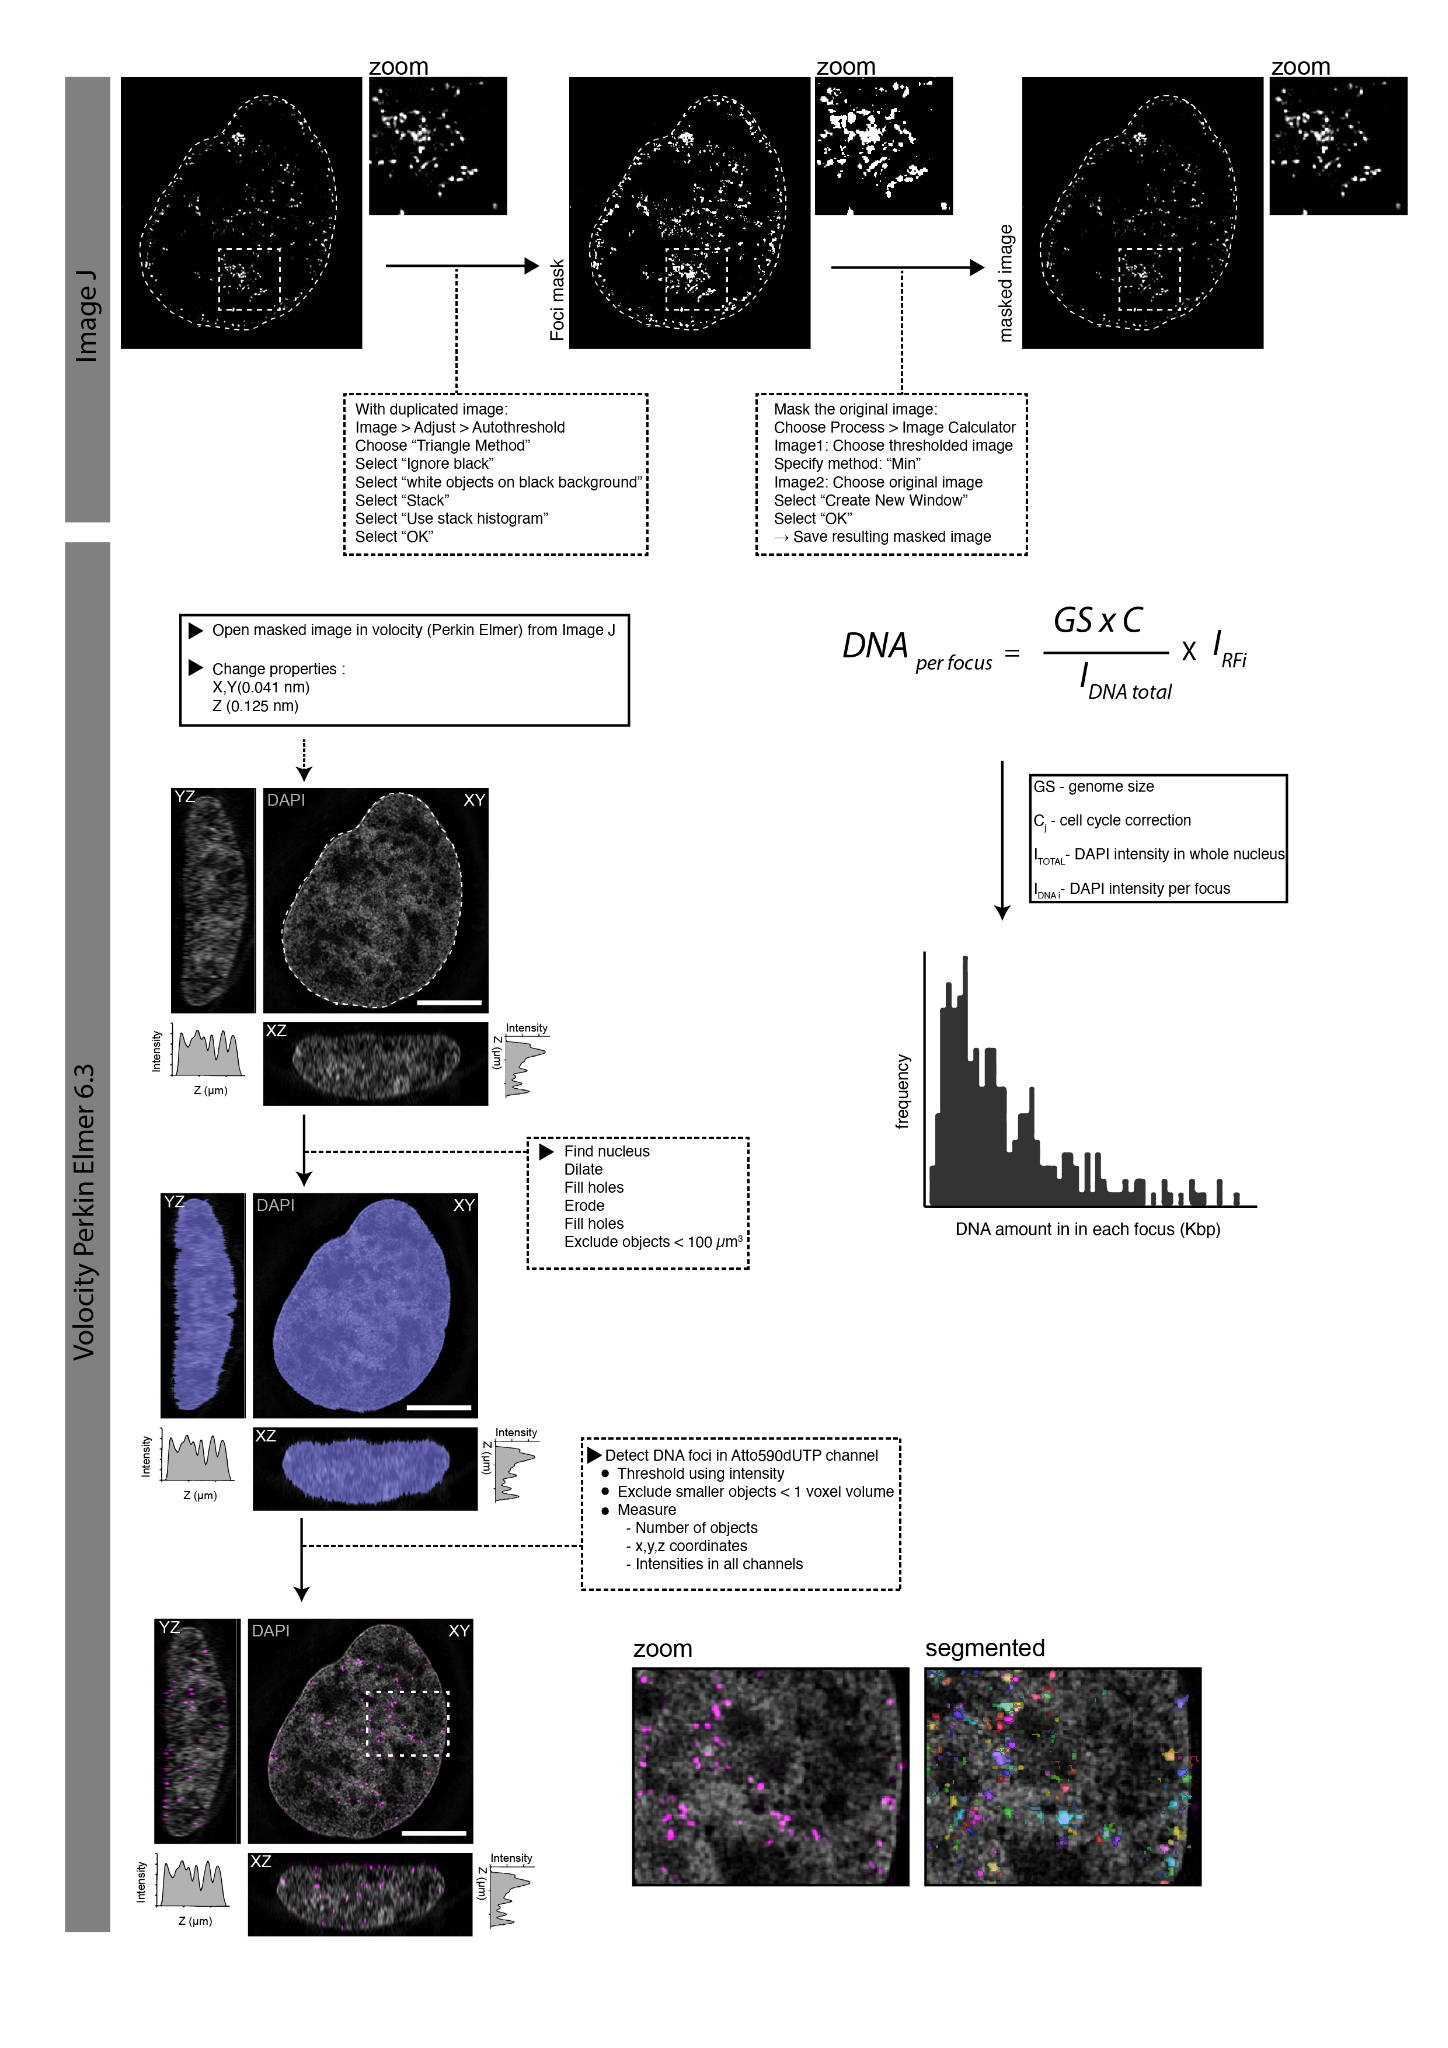 zoom
zoom
zoom
Image J
Foci mask
masked image
With duplicated image:
Image > Adjust > Autothreshold
Choose “Triangle Method”
Select “Ignore black”
Select “white objects on black background”
Select “Stack”
Select “Use stack histogram”
Select “OK”
Mask the original image:
Choose Process > Image Calculator
Image1: Choose thresholded image
Specify method: “Min”
Image2: Choose original image
Select “Create New Window”
Select “OK”
→ Save resulting masked image
Volocity Perkin Elmer 6.3
▶ Open masked image in volocity (Perkin Elmer) from Image J
▶ Change properties :
X,Y(0.041 nm)
Z (0.125 nm)
DNA per focus = GS x C / I DNA total X I RFi
GS - genome size
Cj - cell cycle correction
ITOTAL- DAPI intensity in whole nucleus
IDNA i- DAPI intensity per focus
YZ
DAPI
XY
Intensity
Z (µm)
XZ
Intensity
Z (µm)
frequency
DNA amount in in each focus (Kbp)
▶ Find nucleus
Dilate
Fill holes
Erode
Fill holes
Exclude objects < 100 µm³
YZ
DAPI
XY
Intensity
Z (µm)
XZ
Intensity
Z (µm)
▶ Detect DNA foci in Atto590dUTP channel
● Threshold using intensity
● Exclude smaller objects < 1 voxel volume
● Measure
- Number of objects
- x,y,z coordinates
- Intensities in all channels
YZ
DAPI
XY
Intensity
Z (µm)
XZ
Intensity
Z (µm)
zoom
segmented